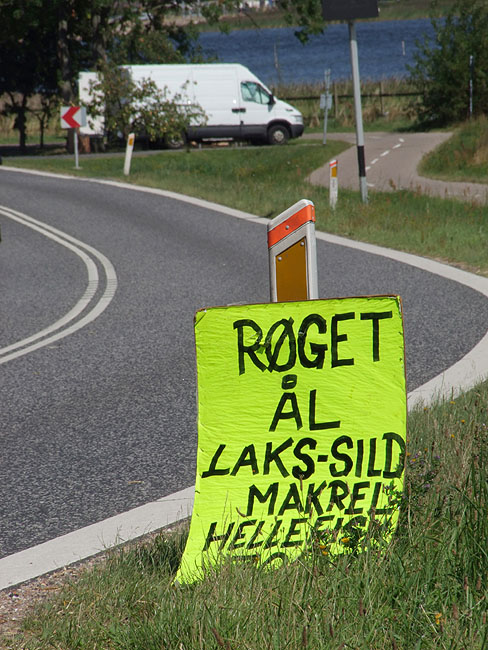 RØGET
ÅL
LAKS-SILD
MAKREL
HELLEFISK